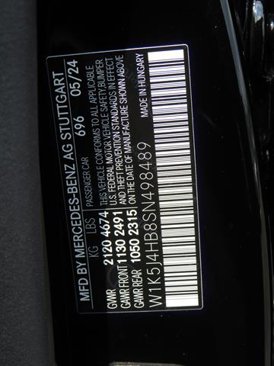 MFD BY MERCEDES-BENZ AG STUTTGART
696 05/24
PASSENGER CAR
THIS VEHICLE CONFORMS TO ALL APPLICABLE
U.S. FEDERAL MOTOR VEHICLE SAFETY/BUMPER
AND THEFT PREVENTION STANDARDS
IN EFFECT ON THE DATE OF MANUFACTURE SHOWN ABOVE
MADE IN HUNGARY
KG LBS
GVWR 2120 4674
GAWR FRONT 1130 2491
GAWR REAR 1050 2315
W1K5J4HB8SN498489